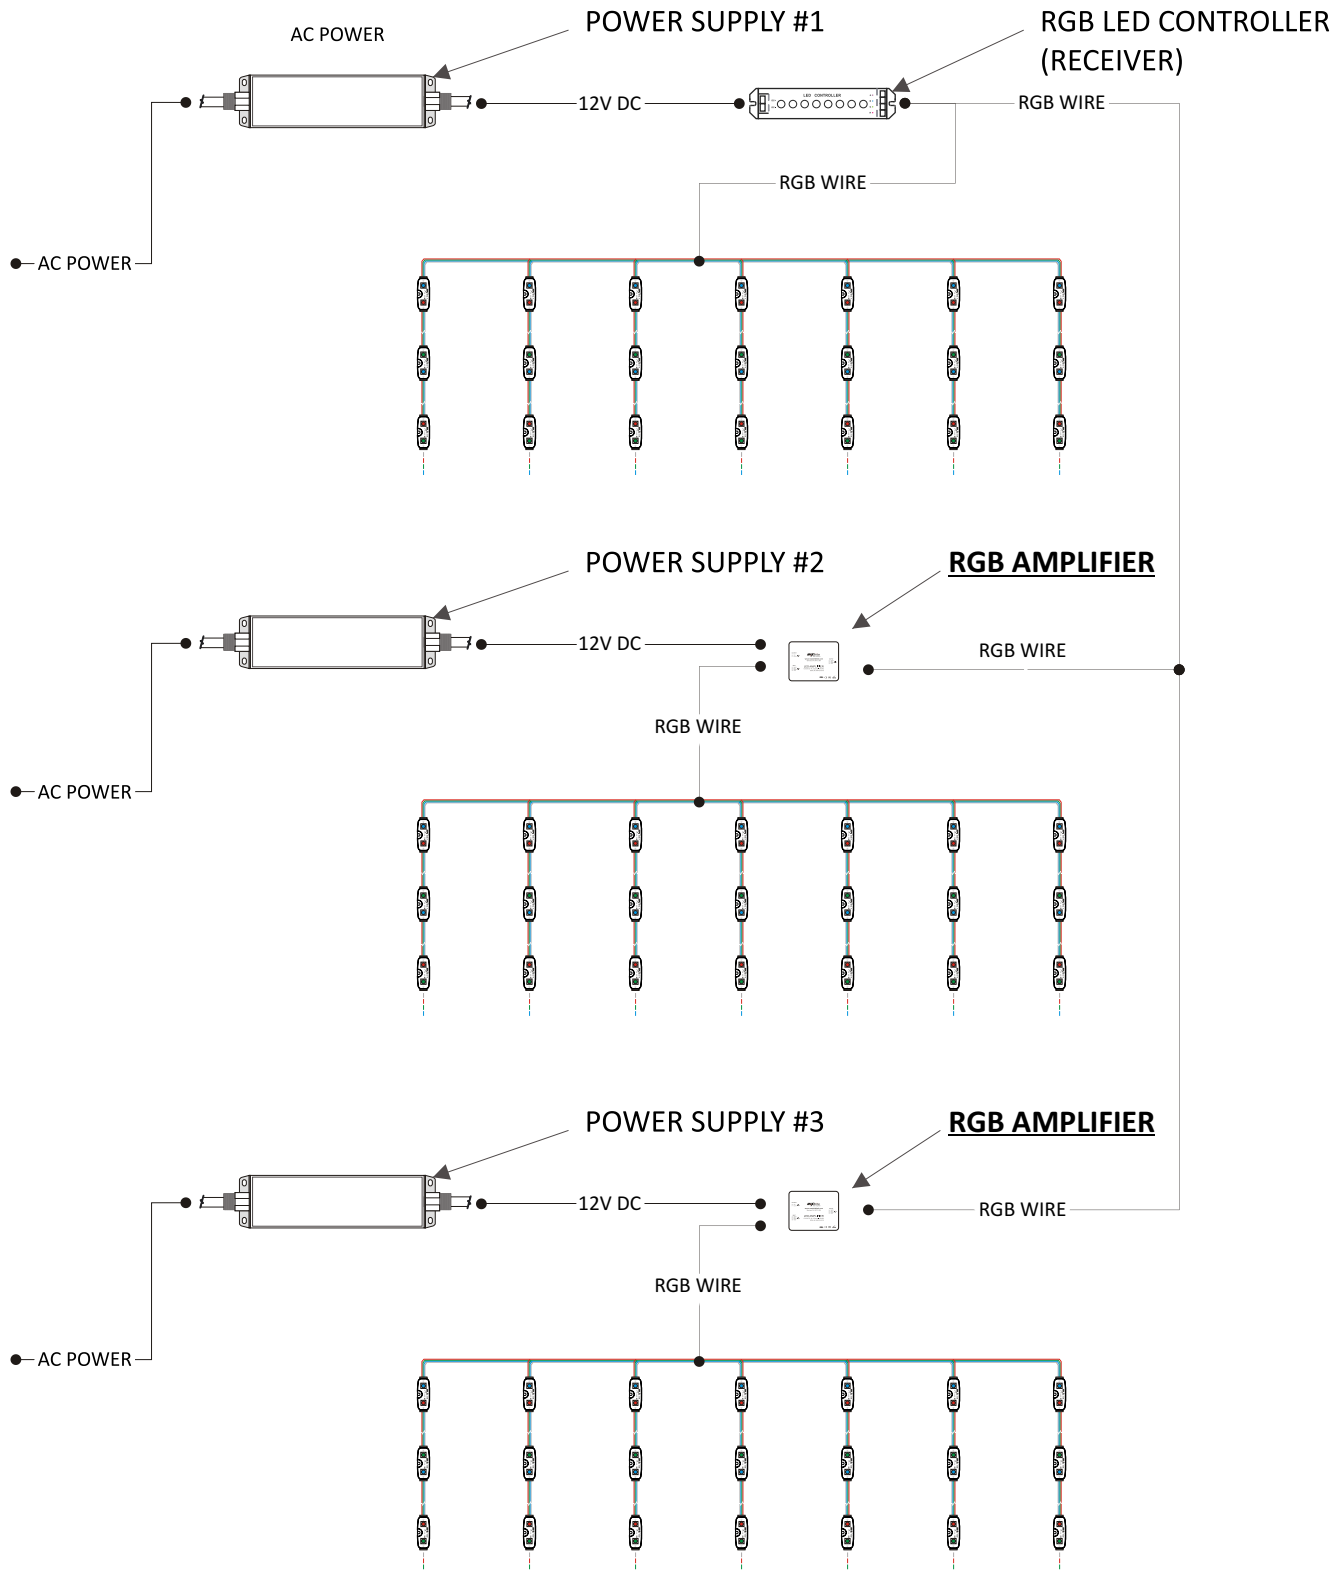 AC POWER
POWER SUPPLY #1
RGB LED CONTROLLER
(RECEIVER)
12V DC
LED CONTROLLER
RGB WIRE
RGB WIRE
AC POWER
POWER SUPPLY #2
RGB AMPLIFIER
12V DC
RGB WIRE
RGB WIRE
AC POWER
POWER SUPPLY #3
RGB AMPLIFIER
12V DC
RGB WIRE
RGB WIRE
AC POWER